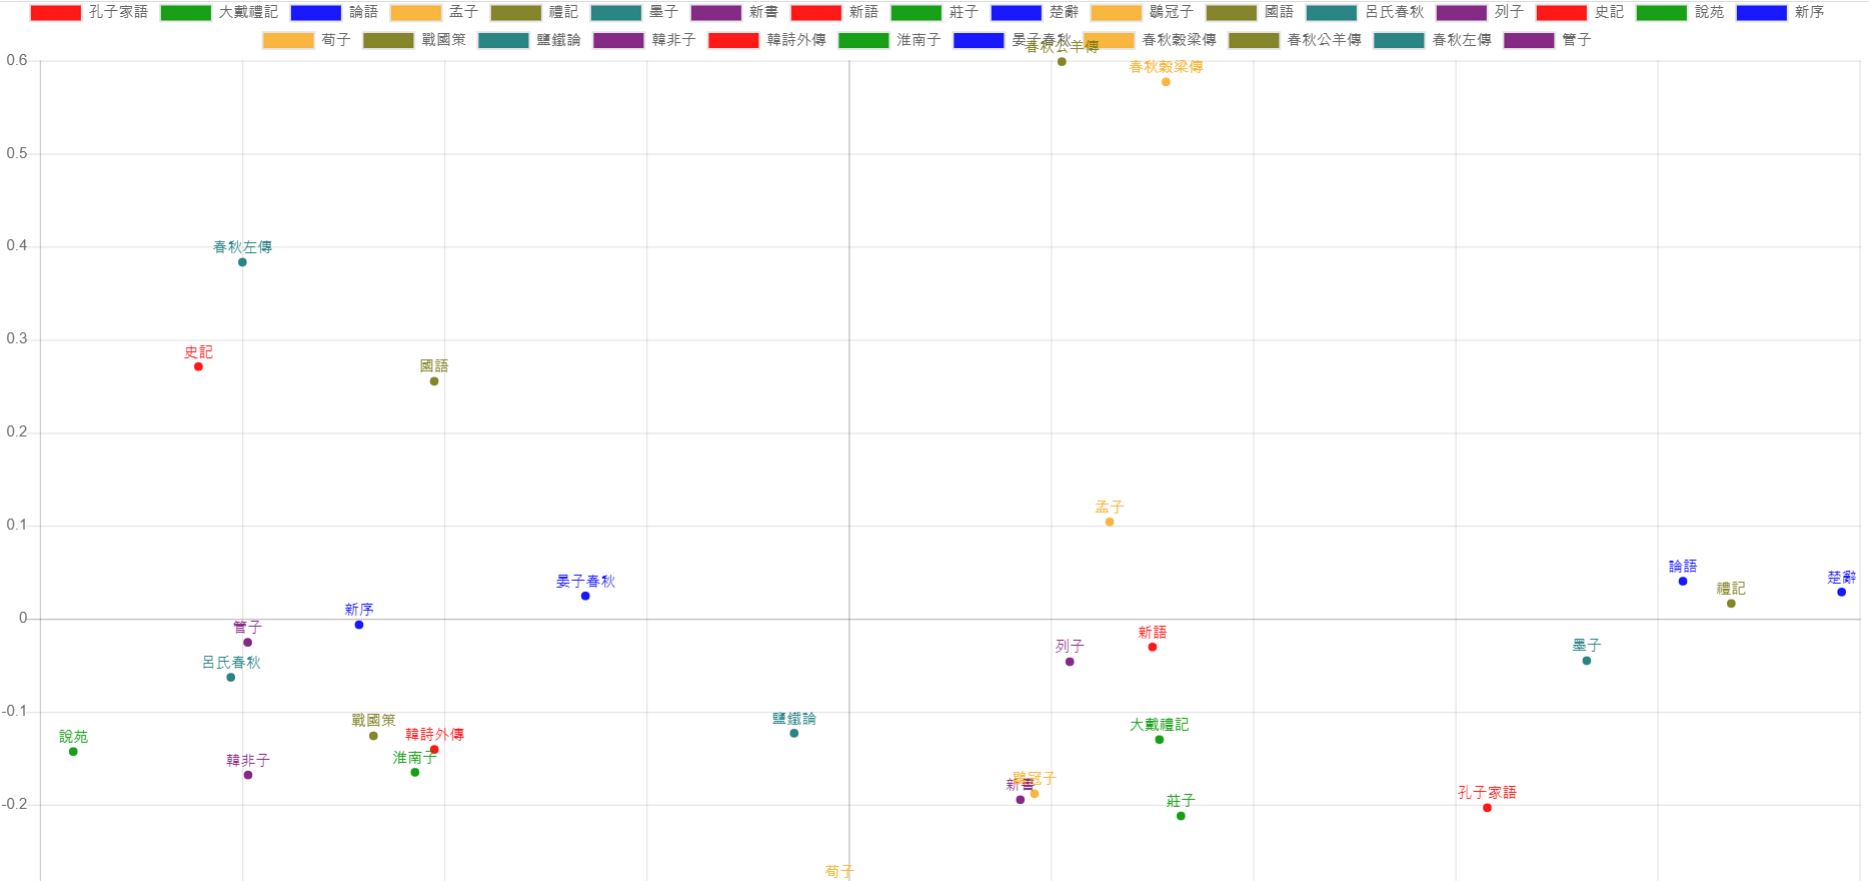 孔子家語 大戴禮記 論語 孟子 禮記 墨子 新書 新語 莊子 楚辭 鶡冠子 國語 呂氏春秋 列子 史記 說苑 新序
荀子 戰國策 鹽鐵論 韓非子 韓詩外傳 淮南子 晏子春秋 春秋穀梁傳 春秋公羊傳 春秋左傳 管子
春秋公羊傳
0.6
春秋穀梁傳
0.5
春秋左傳
0.4
史記
0.3
國語
0.2
孟子
0.1
論語
楚辭
晏子春秋
禮記
新序
0
管子
新語
墨子
列子
呂氏春秋
-0.1
鹽鐵論
戰國策
大戴禮記
韓詩外傳
說苑
淮南子
韓非子
鶡冠子
新書
孔子家語
莊子
-0.2
荀子